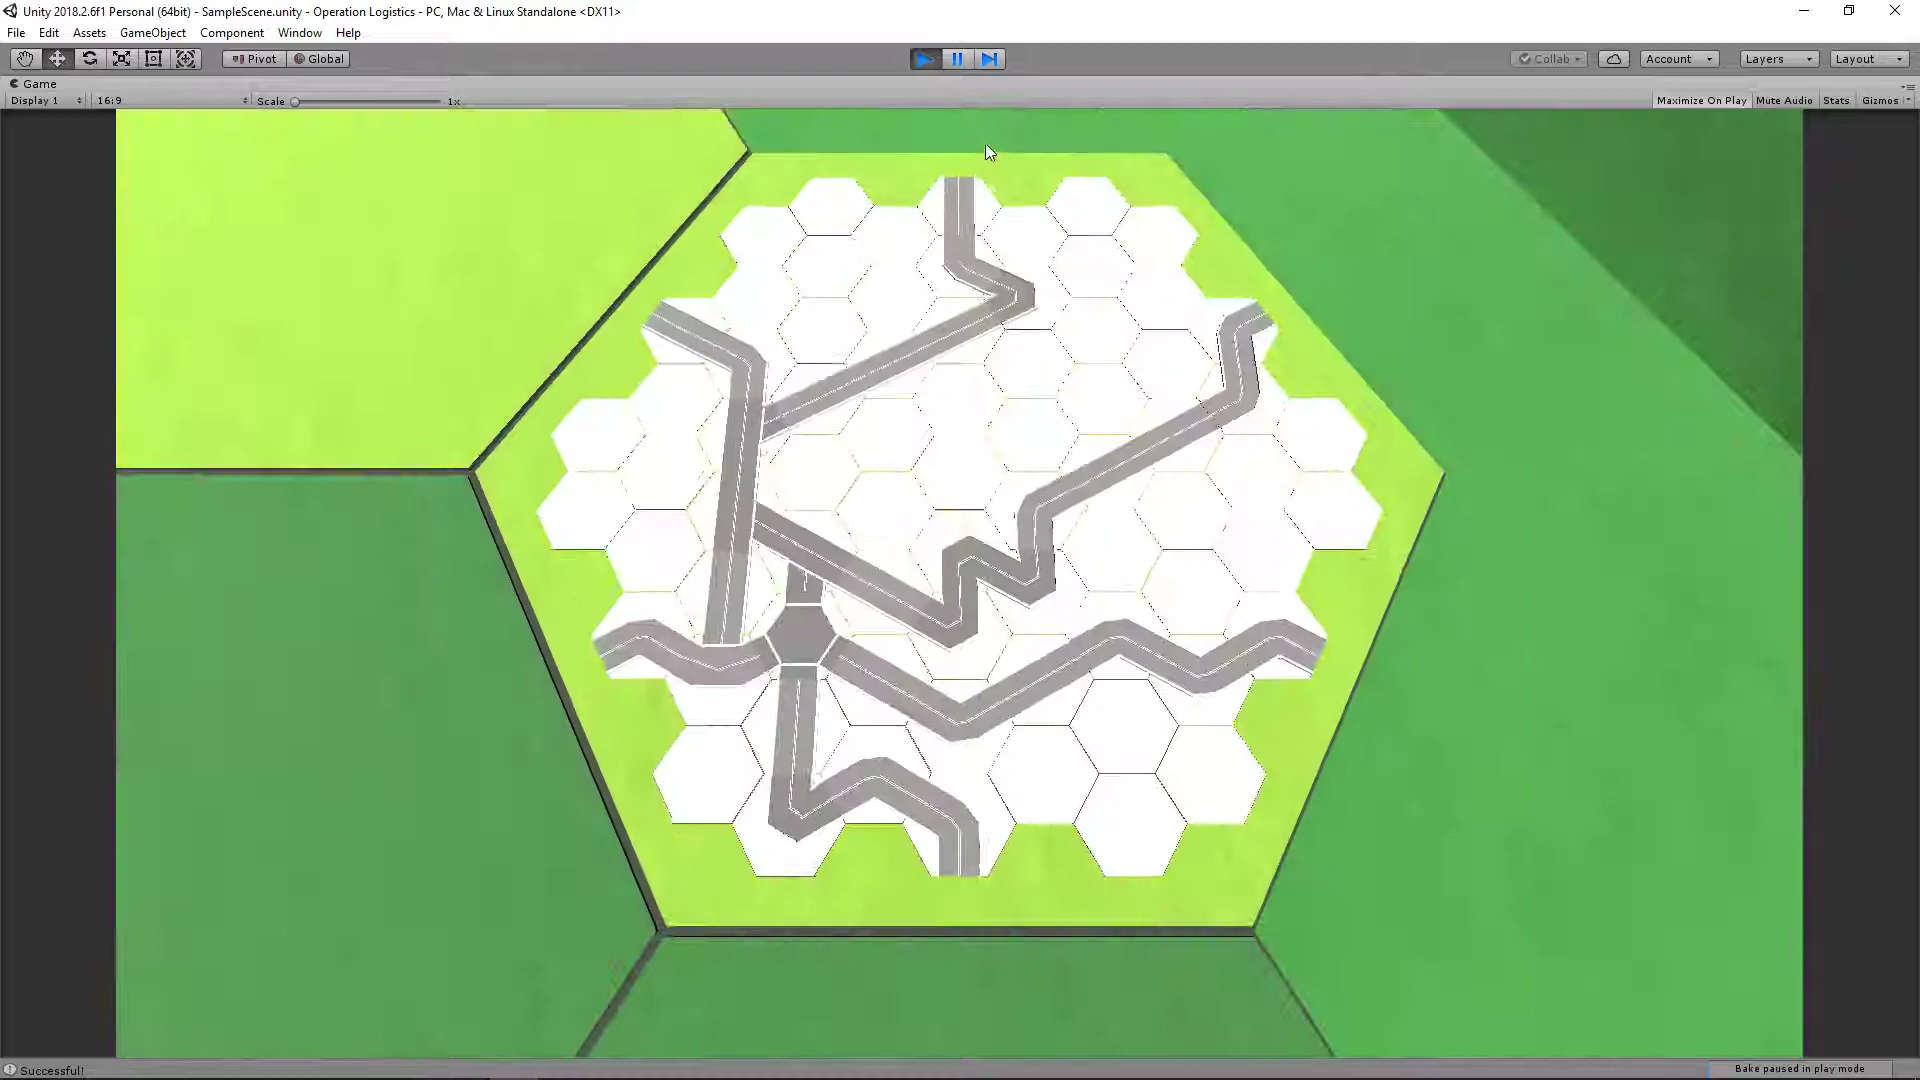 Unity 2018.2.6f1 Personal (64bit) - SampleScene.unity - Operation Logistics - PC, Mac & Linux Standalone <DX11>
File Edit Assets GameObject Component Window Help
Pivot Global Collab Account Layers Layout
Game
Display 1 16:9 Scale 1x Maximize On Play Mute Audio Stats Gizmos
Successful! Bake paused in play mode